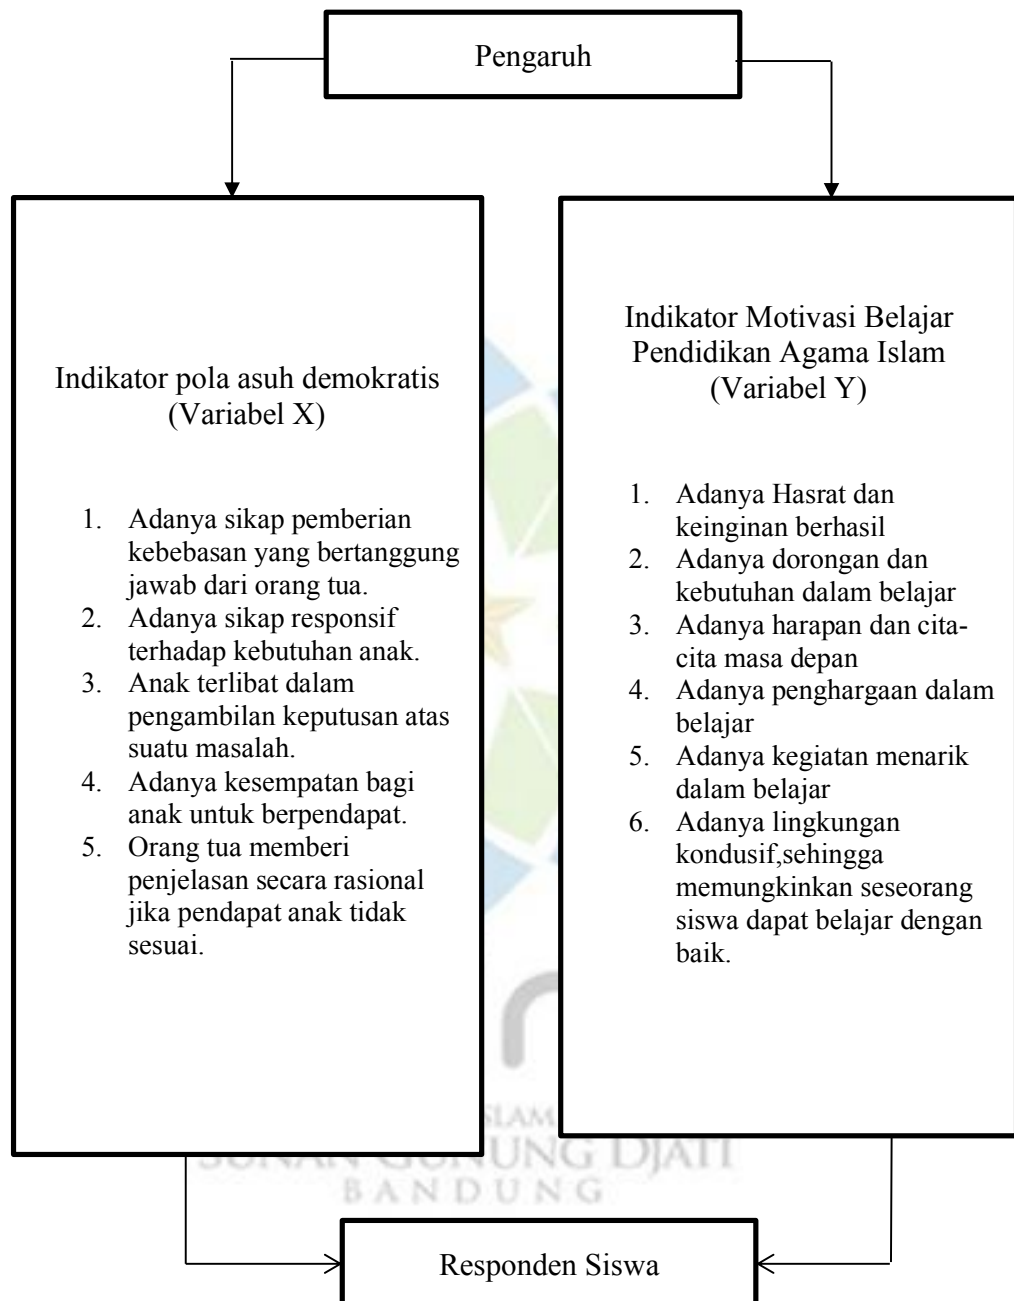 Pengaruh
Indikator pola asuh demokratis
(Variabel X)
1. Adanya sikap pemberian
kebebasan yang bertanggung
jawab dari orang tua.
2. Adanya sikap responsif
terhadap kebutuhan anak.
3. Anak terlibat dalam
pengambilan keputusan atas
suatu masalah.
4. Adanya kesempatan bagi
anak untuk berpendapat.
5. Orang tua memberi
penjelasan secara rasional
jika pendapat anak tidak
sesuai.
Indikator Motivasi Belajar
Pendidikan Agama Islam
(Variabel Y)
1. Adanya Hasrat dan
keinginan berhasil
2. Adanya dorongan dan
kebutuhan dalam belajar
3. Adanya harapan dan cita-
cita masa depan
4. Adanya penghargaan dalam
belajar
5. Adanya kegiatan menarik
dalam belajar
6. Adanya lingkungan
kondusif,sehingga
memungkinkan seseorang
siswa dapat belajar dengan
baik.
SUNAN GUNUNG DJATI
BANDUNG
Responden Siswa